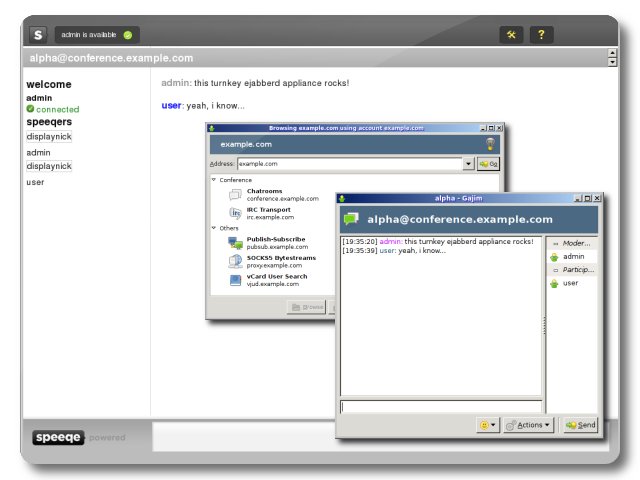 S admin is available ?
alpha@conference.example.com
welcome
admin
connected
speeqers
displaynick
admin
displaynick
user
admin: this turnkey ejabberd appliance rocks!
user: yeah, i know...
Browsing example.com using account example.com
example.com
Address: example.com Go
Conference
Chatrooms
conference.example.com
IRC Transport
irc.example.com
Others
Publish-Subscribe
pubsub.example.com
SOCKS5 Bytestreams
proxy.example.com
vCard User Search
vjud.example.com
Browse
alpha - Gajim
alpha@conference.example.com
[19:35:20] admin: this turnkey ejabberd appliance rocks!
[19:35:39] user: yeah, i know...
Moder...
admin
Particip...
user
Actions Send
speeqe powered